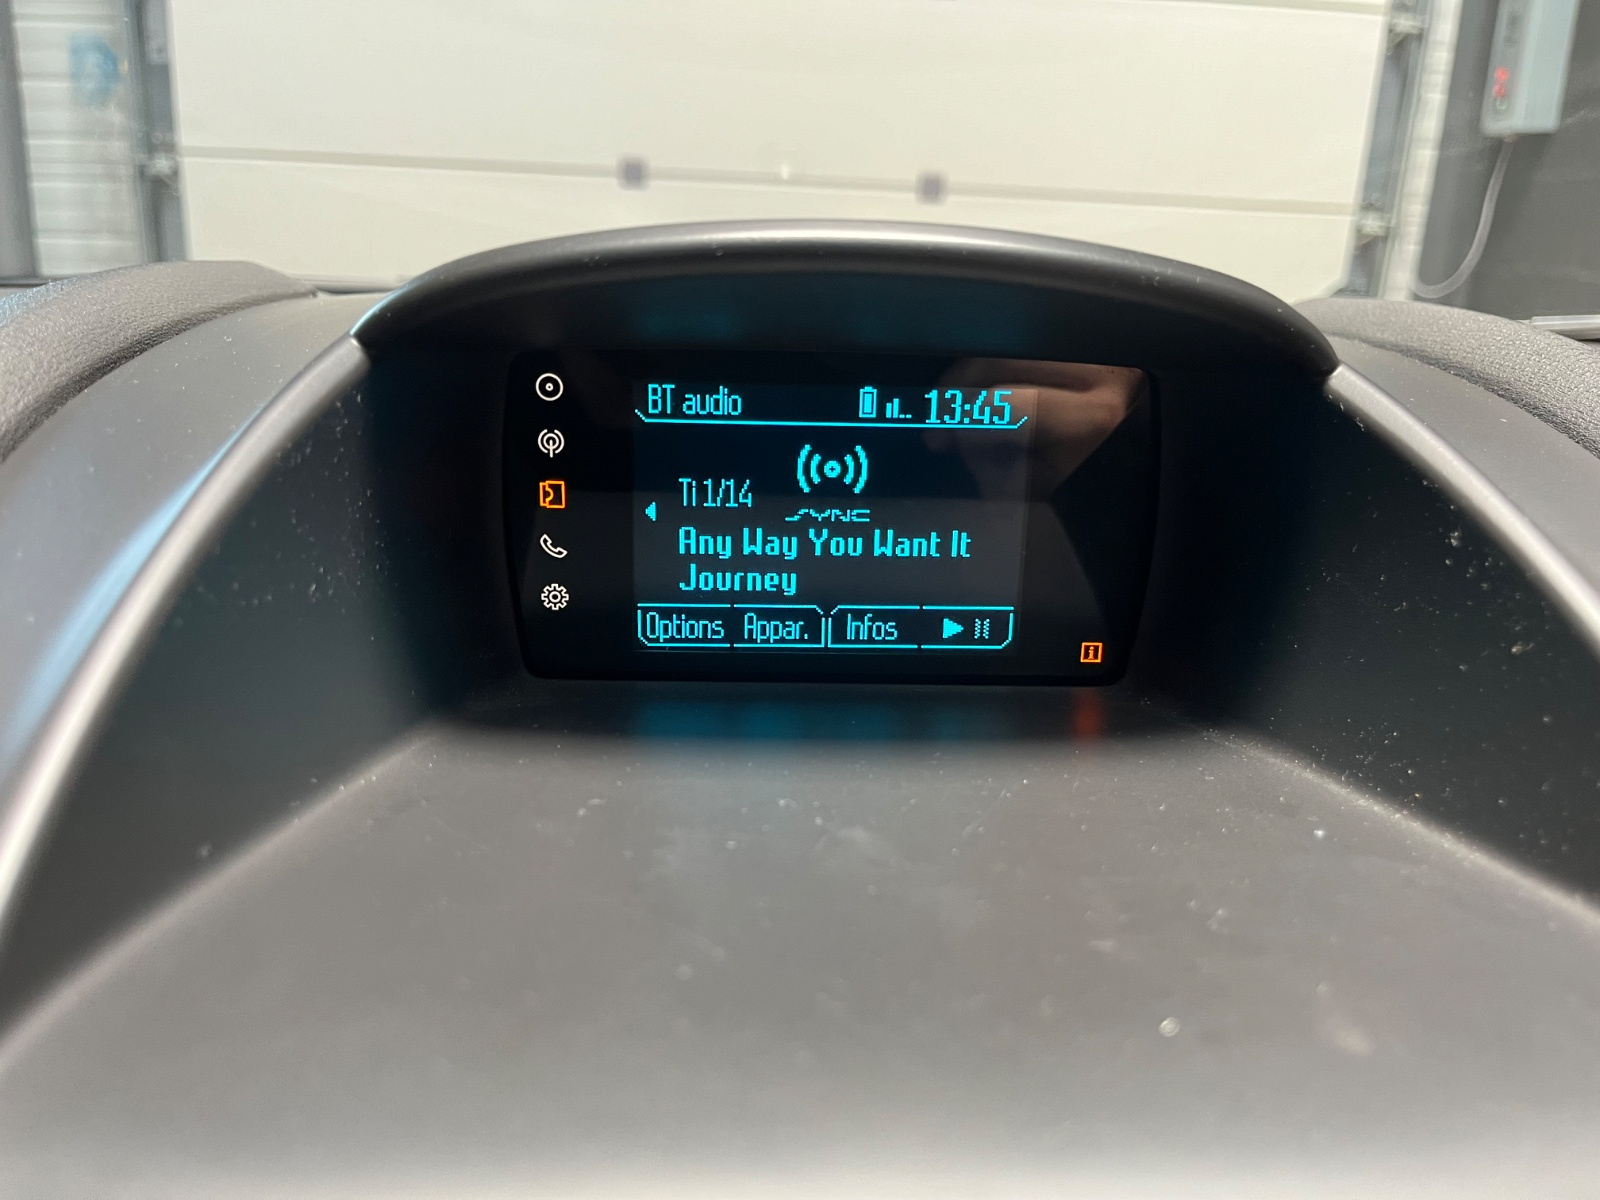 BT audio 13:45
Ti 1/14
SYNC
Any Way You Want It
Journey
Options Appar. Infos
i